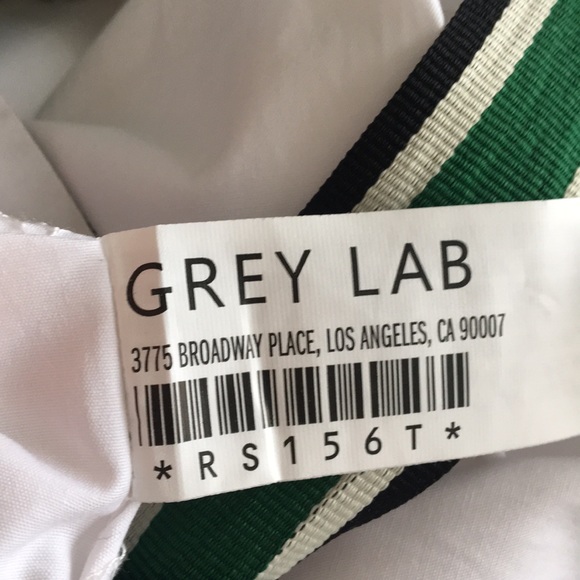 GREY LAB
3775 BROADWAY PLACE, LOS ANGELES, CA 90007
*RS156T*